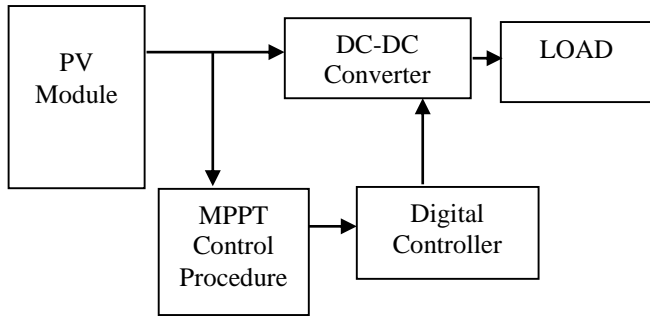 PV
Module
DC-DC
Converter
LOAD
MPPT
Control
Procedure
Digital
Controller